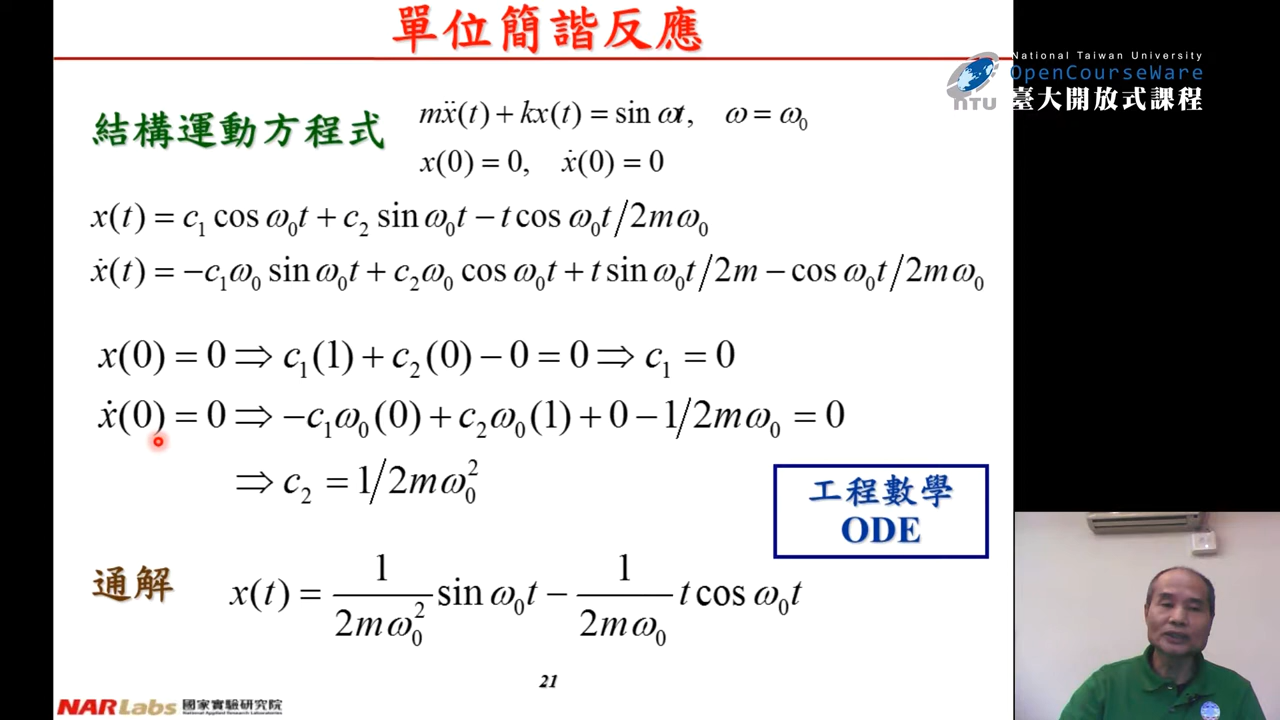 單位簡諧反應
National Taiwan University
OpenCourseWare
NTU 臺大開放式課程
結構運動方程式
mẍ(t) + kx(t) = sin ωt, ω = ω₀
x(0) = 0, ẋ(0) = 0
x(t) = c₁ cos ω₀t + c₂ sin ω₀t − t cos ω₀t/2mω₀
ẋ(t) = −c₁ω₀ sin ω₀t + c₂ω₀ cos ω₀t + t sin ω₀t/2m − cos ω₀t/2mω₀
x(0) = 0 ⇒ c₁(1) + c₂(0) − 0 = 0 ⇒ c₁ = 0
ẋ(0) = 0 ⇒ −c₁ω₀(0) + c₂ω₀(1) + 0 − 1/2mω₀ = 0
⇒ c₂ = 1/2mω₀²
工程數學
ODE
通解 x(t) = 1/(2mω₀²) sin ω₀t − 1/(2mω₀) t cos ω₀t
21
NARLabs 國家實驗研究院
National Applied Research Laboratories